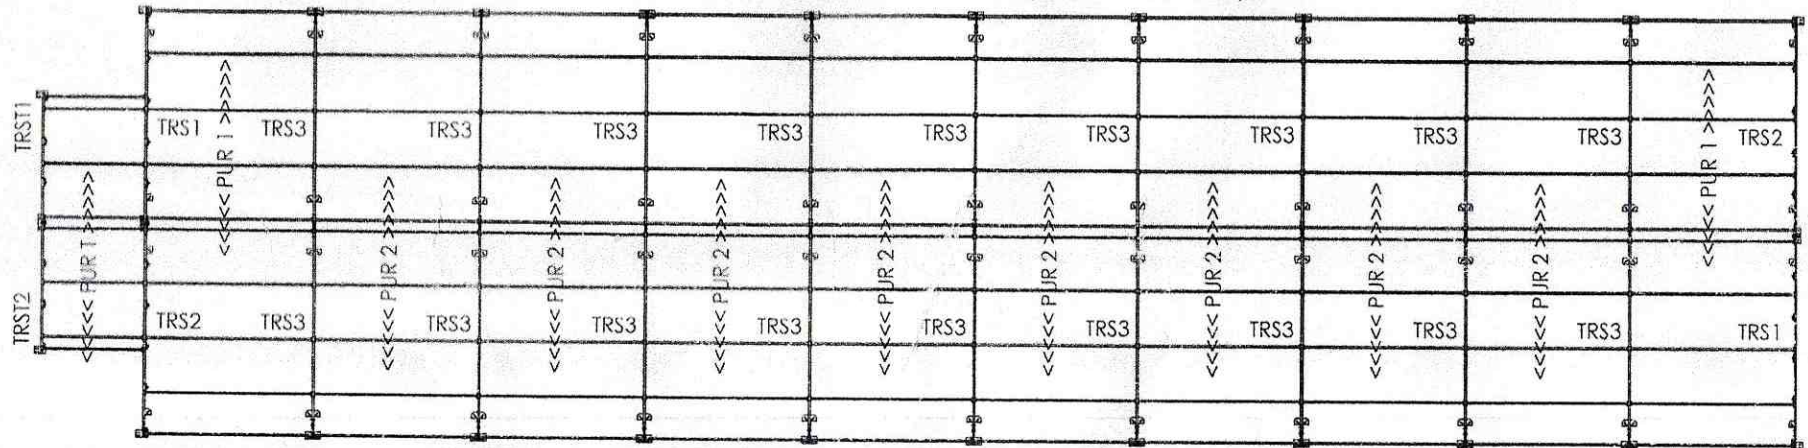 TRST1
<<<< PUR 1 >>>>>
TRST2
TRS1 TRS3 TRS3 TRS3 TRS3 TRS3 TRS3 TRS3 TRS3 TRS3 TRS2
<<<<< PUR 1 >>>>>
<<<<< PUR 2 >>>>>
<<<<< PUR 2 >>>>>
<<<<< PUR 2 >>>>>
<<<<< PUR 2 >>>>>
<<<<< PUR 2 >>>>>
<<<<< PUR 2 >>>>>
<<<<< PUR 2 >>>>>
<<<<< PUR 2 >>>>>
<<<<< PUR 1 >>>>>
TRS2 TRS3 TRS3 TRS3 TRS3 TRS3 TRS3 TRS3 TRS3 TRS3 TRS1